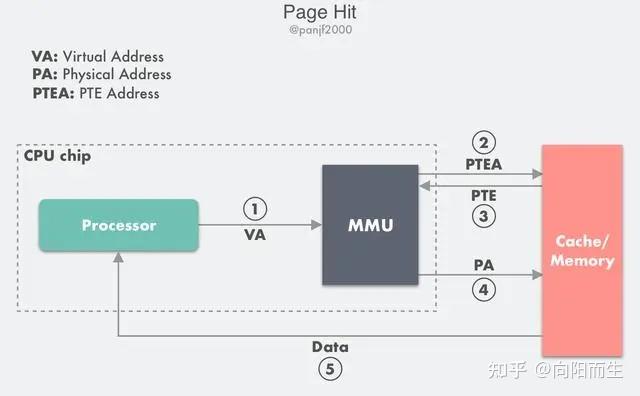 Page Hit
@panjf2000
VA: Virtual Address
PA: Physical Address
PTEA: PTE Address
CPU chip
Processor
1
VA
MMU
2
PTEA
PTE
3
PA
4
Cache/
Memory
Data
5
知乎 @向阳而生